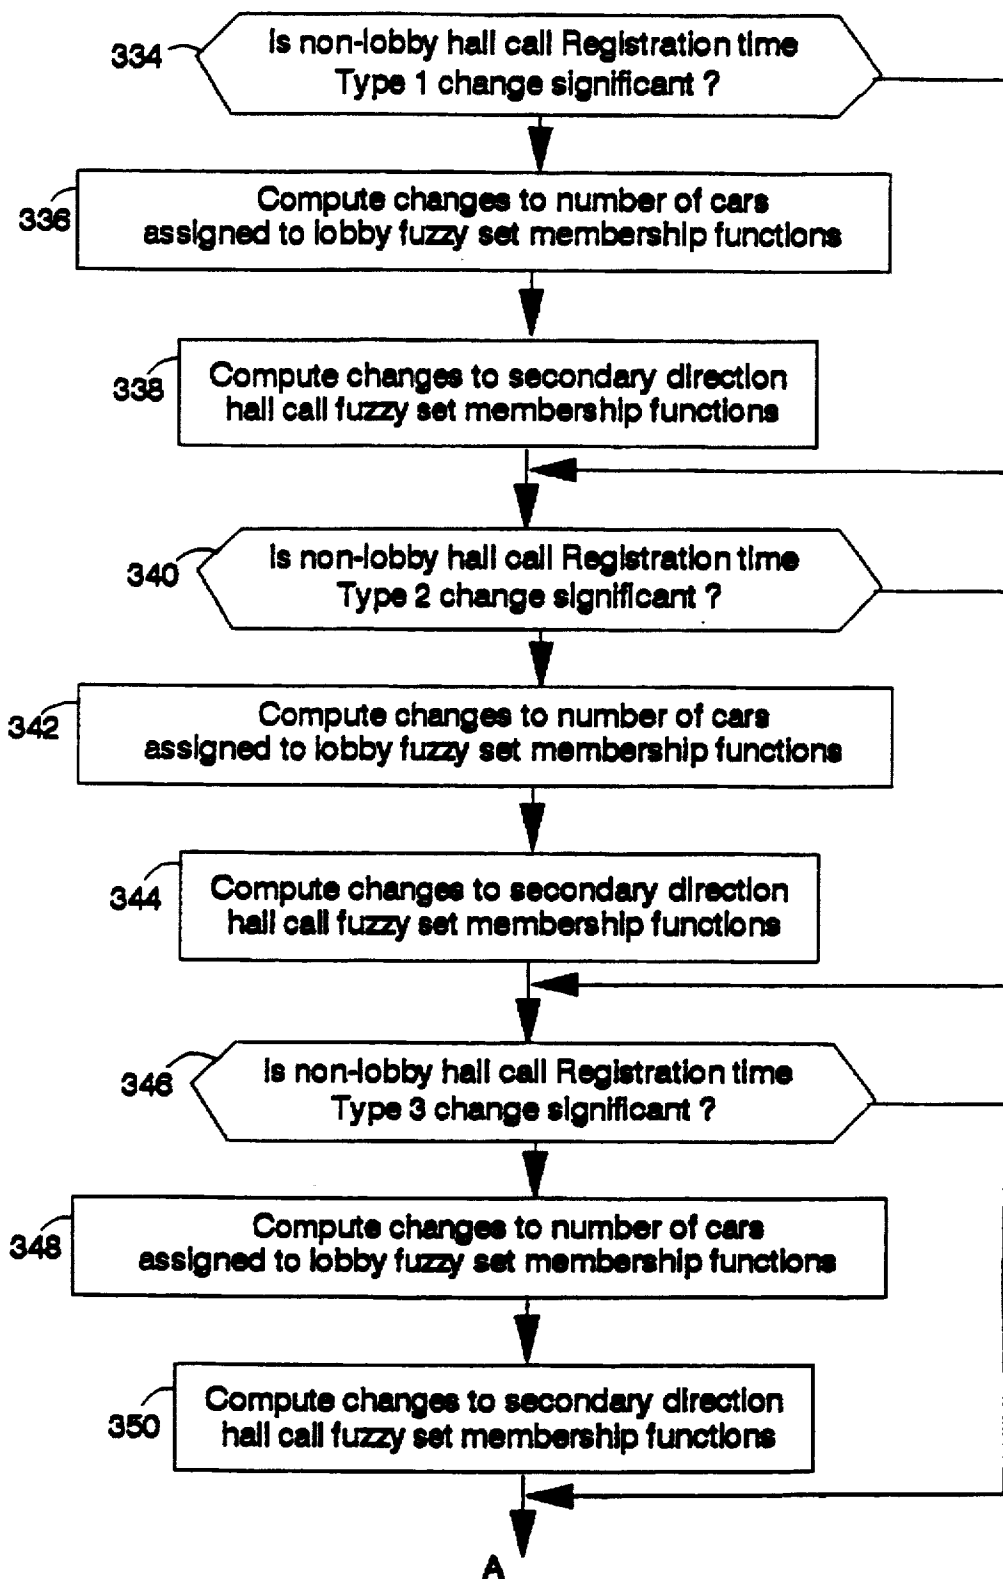 334
Is non-lobby hall call Registration time
Type 1 change significant ?
336
Compute changes to number of cars
assigned to lobby fuzzy set membership functions
338
Compute changes to secondary direction
hall call fuzzy set membership functions
340
Is non-lobby hall call Registration time
Type 2 change significant ?
342
Compute changes to number of cars
assigned to lobby fuzzy set membership functions
344
Compute changes to secondary direction
hall call fuzzy set membership functions
346
Is non-lobby hall call Registration time
Type 3 change significant ?
348
Compute changes to number of cars
assigned to lobby fuzzy set membership functions
350
Compute changes to secondary direction
hall call fuzzy set membership functions
A